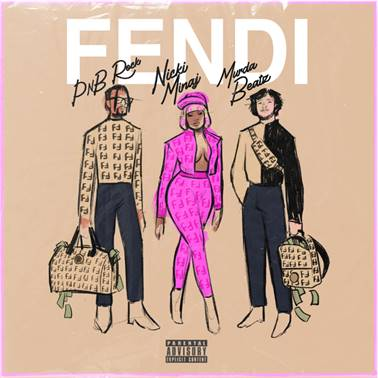 FENDI
PnB Rock
Nicki
Minaj
Murda
Beatz
PARENTAL
ADVISORY
EXPLICIT CONTENT